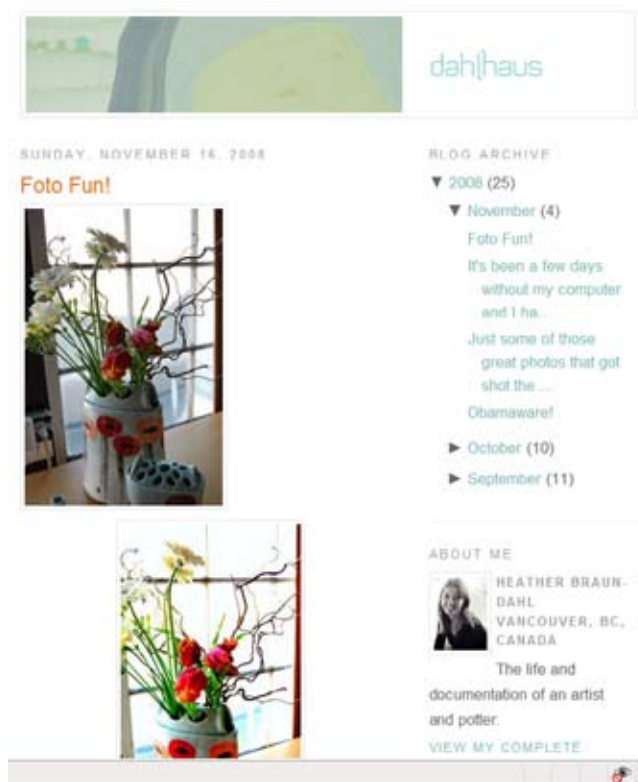 dahlhaus
SUNDAY, NOVEMBER 16, 2008
Foto Fun!
BLOG ARCHIVE
▼ 2008 (25)
▼ November (4)
Foto Fun!
It's been a few days
without my computer
and I ha...
Just some of those
great photos that got
shot the ...
Obamaware!
► October (10)
► September (11)
ABOUT ME
HEATHER BRAUN-
DAHL
VANCOUVER, BC,
CANADA
The life and
documentation of an artist
and potter.
VIEW MY COMPLETE